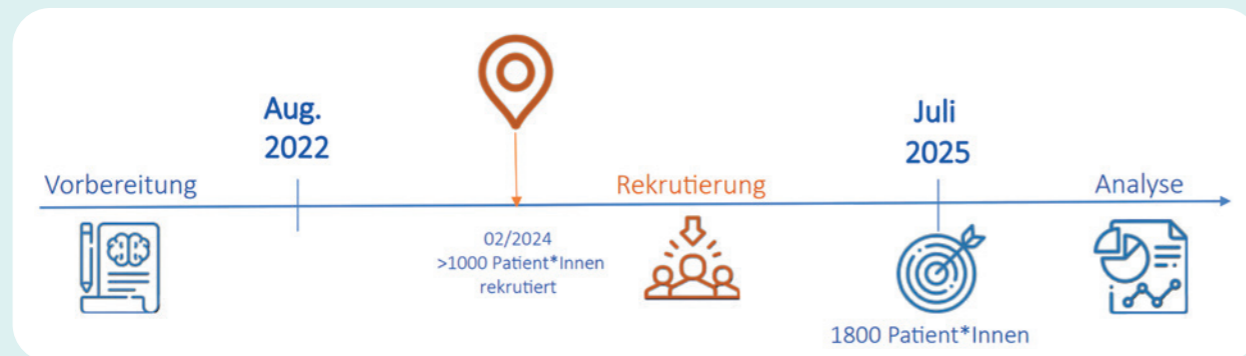 Aug.
2022
Juli
2025
Vorbereitung
Rekrutierung
Analyse
02/2024
>1000 Patient*Innen
rekrutiert
1800 Patient*Innen